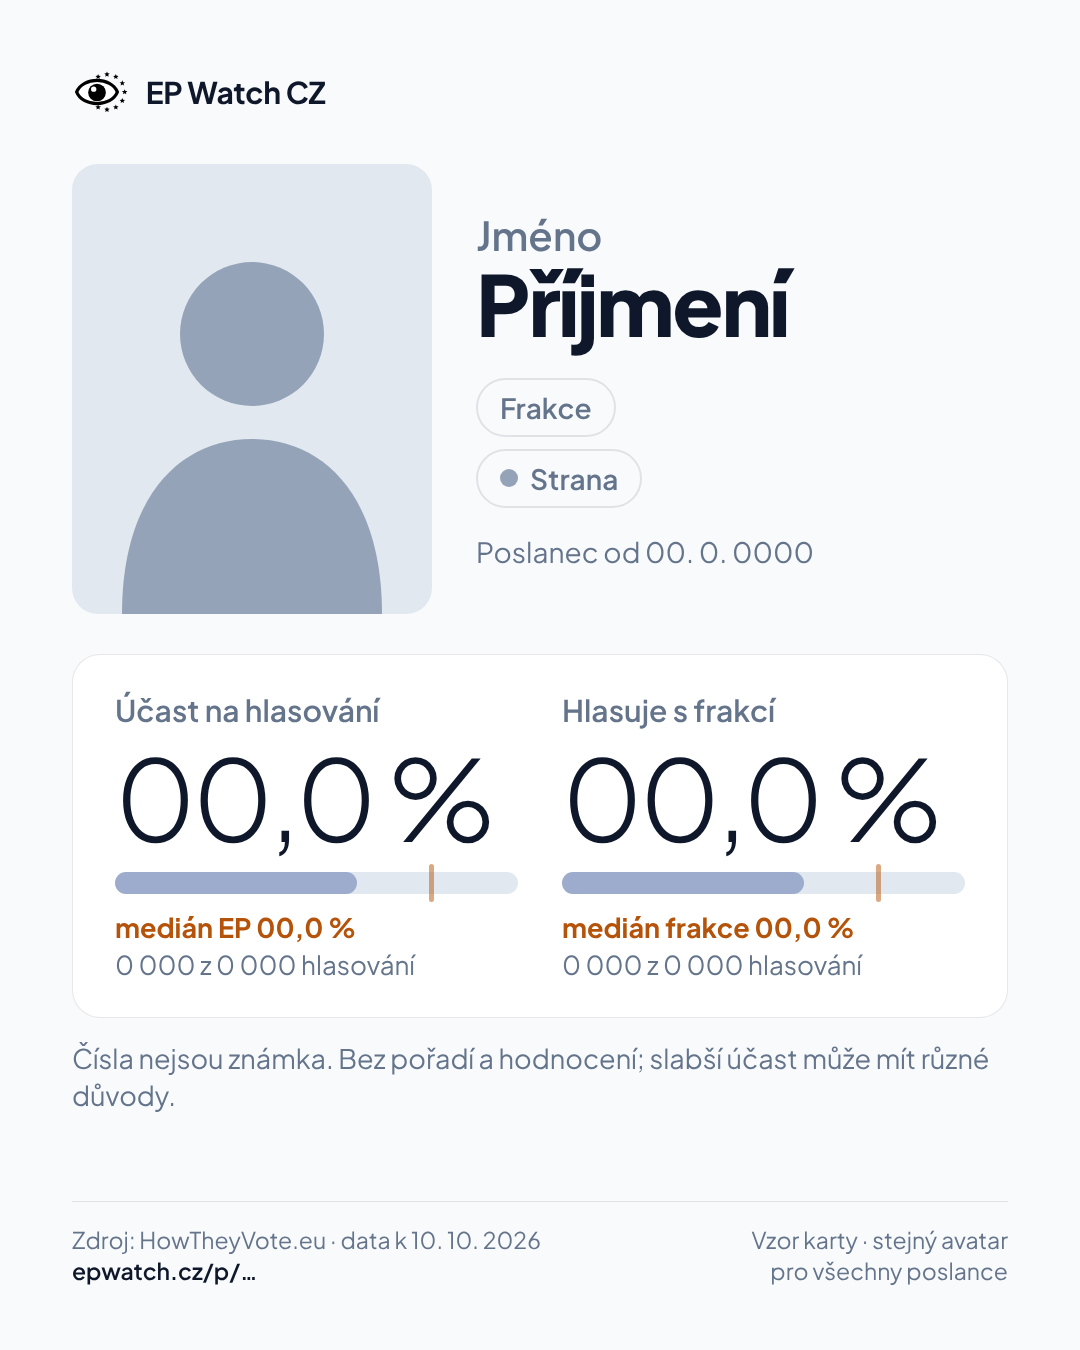 EP Watch CZ
Jméno
Příjmení
Frakce
Strana
Poslanec od 00. 0. 0000
Účast na hlasování
00,0 %
medián EP 00,0 %
0 000 z 0 000 hlasování
Hlasuje s frakcí
00,0 %
medián frakce 00,0 %
0 000 z 0 000 hlasování
Čísla nejsou známka. Bez pořadí a hodnocení; slabší účast může mít různé
důvody.
Zdroj: HowTheyVote.eu · data k 10. 10. 2026
epwatch.cz/p/…
Vzor karty · stejný avatar
pro všechny poslance